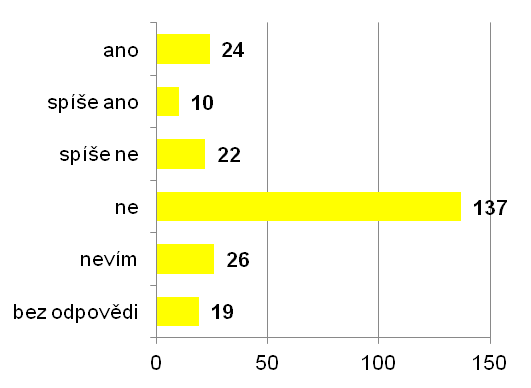 ano 24
spíše ano 10
spíše ne 22
ne 137
nevím 26
bez odpovědi 19
0 50 100 150